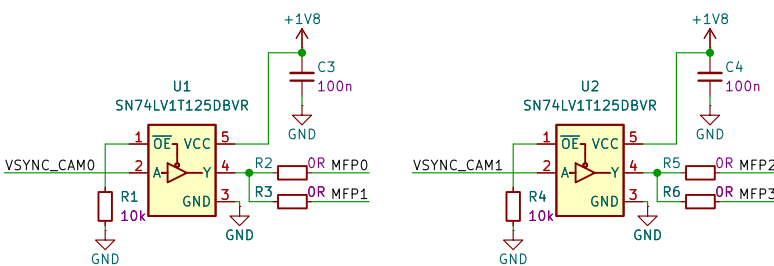 +1V8
+1V8
C3
100n
C4
100n
GND
GND
U1
SN74LV1T125DBVR
U2
SN74LV1T125DBVR
1
OE
VCC
5
1
OE
VCC
5
VSYNC_CAM0
2
A
Y
4
R2
0R
MFP0
VSYNC_CAM1
2
A
Y
4
R5
0R
MFP2
R1
10k
GND
3
R3
0R
MFP1
R4
10k
GND
3
R6
0R
MFP3
GND
GND
GND
GND